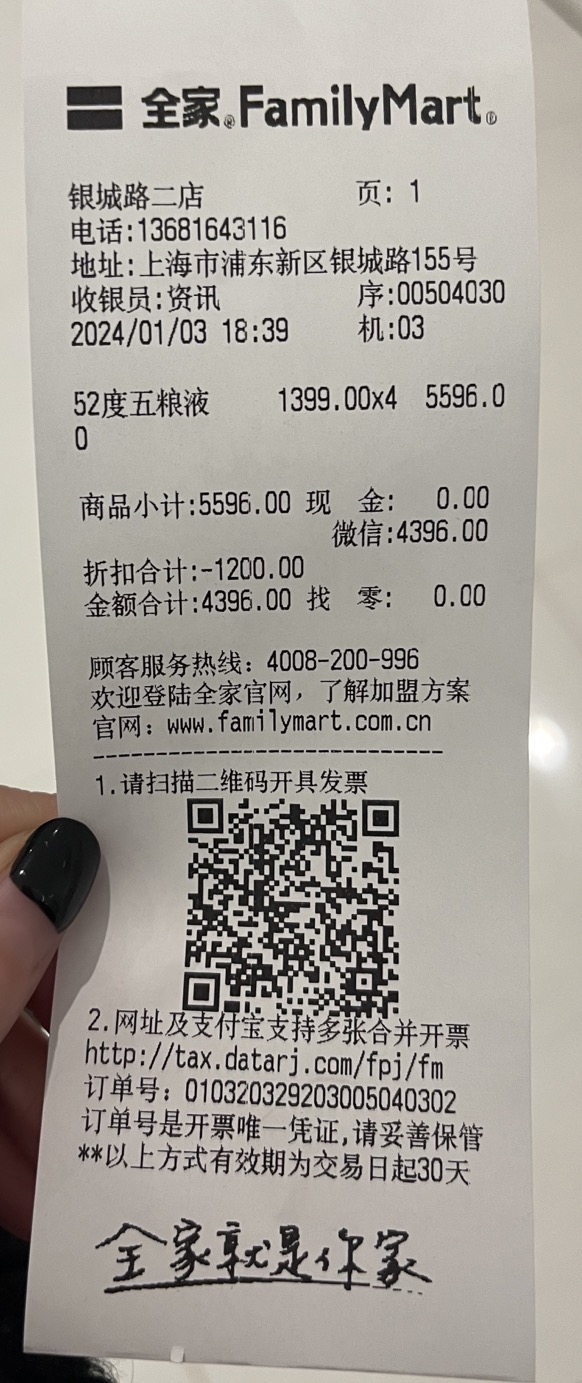 全家®FamilyMart®
银城路二店 页: 1
电话:13681643116
地址:上海市浦东新区银城路155号
收银员:资讯 序:00504030
2024/01/03 18:39 机:03
52度五粮液 1399.00x4 5596.0
0
商品小计:5596.00 现 金: 0.00
微信:4396.00
折扣合计:-1200.00
金额合计:4396.00 找 零: 0.00
顾客服务热线: 4008-200-996
欢迎登陆全家官网，了解加盟方案
官网: www.familymart.com.cn
------------------------------
1.请扫描二维码开具发票
2.网址及支付宝支持多张合并开票
http://tax.datarj.com/fpj/fm
订单号: 010320329203005040302
订单号是开票唯一凭证,请妥善保管
**以上方式有效期为交易日起30天
全家就是你家